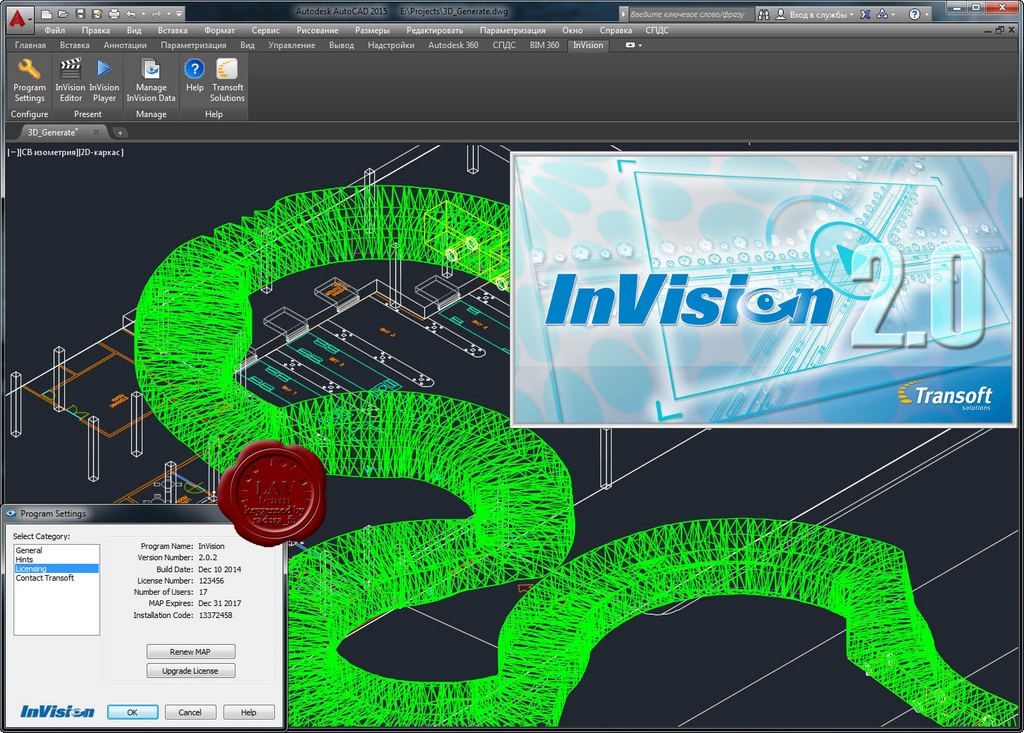 Autodesk AutoCAD 2015 E:\Projects\3D_Generate.dwg
Введите ключевое слово/фразу
Вход в службы
Файл Правка Вид Вставка Формат Сервис Рисование Размеры Редактировать Параметризация Окно Справка СПДС
Главная Вставка Аннотации Параметризация Вид Управление Вывод Надстройки Autodesk 360 СПДС BIM 360 InVision
Program Settings
InVision Editor
InVision Player
Manage InVision Data
Help
Transoft Solutions
Configure Present Manage Help
3D_Generate*
[−][СВ изометрия][2D-каркас]
InVision 2.0
Transoft
solutions
LAV
team
keygenned by
Program Settings
Select Category:
General
Hints
Licensing
Contact Transoft
Program Name: InVision
Version Number: 2.0.2
Build Date: Dec 10 2014
License Number: 123456
Number of Users: 17
MAP Expires: Dec 31 2017
Installation Code: 13372458
Renew MAP
Upgrade License
InVision
OK Cancel Help